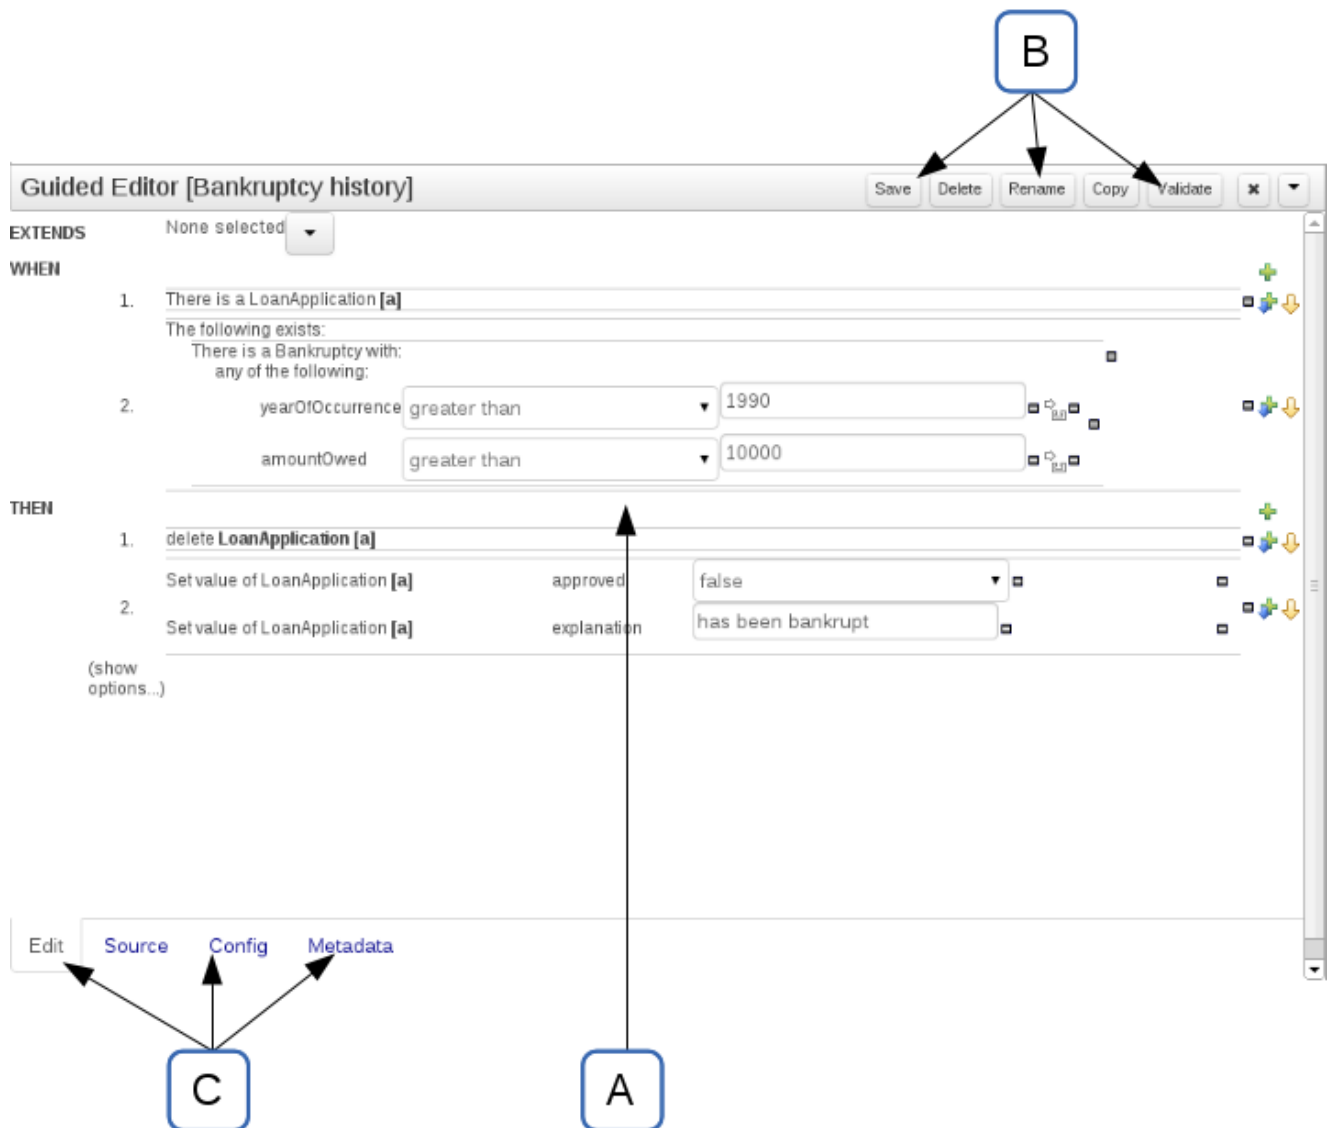 B
Guided Editor [Bankruptcy history] Save Delete Rename Copy Validate
EXTENDS None selected
WHEN
1. There is a LoanApplication [a]
The following exists:
There is a Bankruptcy with:
any of the following:
2. yearOfOccurrence greater than 1990
amountOwed greater than 10000
THEN
1. delete LoanApplication [a]
Set value of LoanApplication [a] approved false
2.
Set value of LoanApplication [a] explanation has been bankrupt
(show
options...)
Edit Source Config Metadata
C A